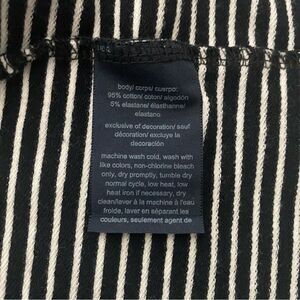 body/ corps/ cuerpo:
95% cotton/ coton/ algodón
5% elastane/ élasthanne/
elastano
exclusive of decoration/ sauf
décoration/ excluye la
decoración
machine wash cold, wash with
like colors, non-chlorine bleach
only, dry promptly, tumble dry
normal cycle, low heat, low
heat iron if necessary, dry
clean/laver à la machine à l'eau
froide, laver en séparant les
couleurs, seulement agent de